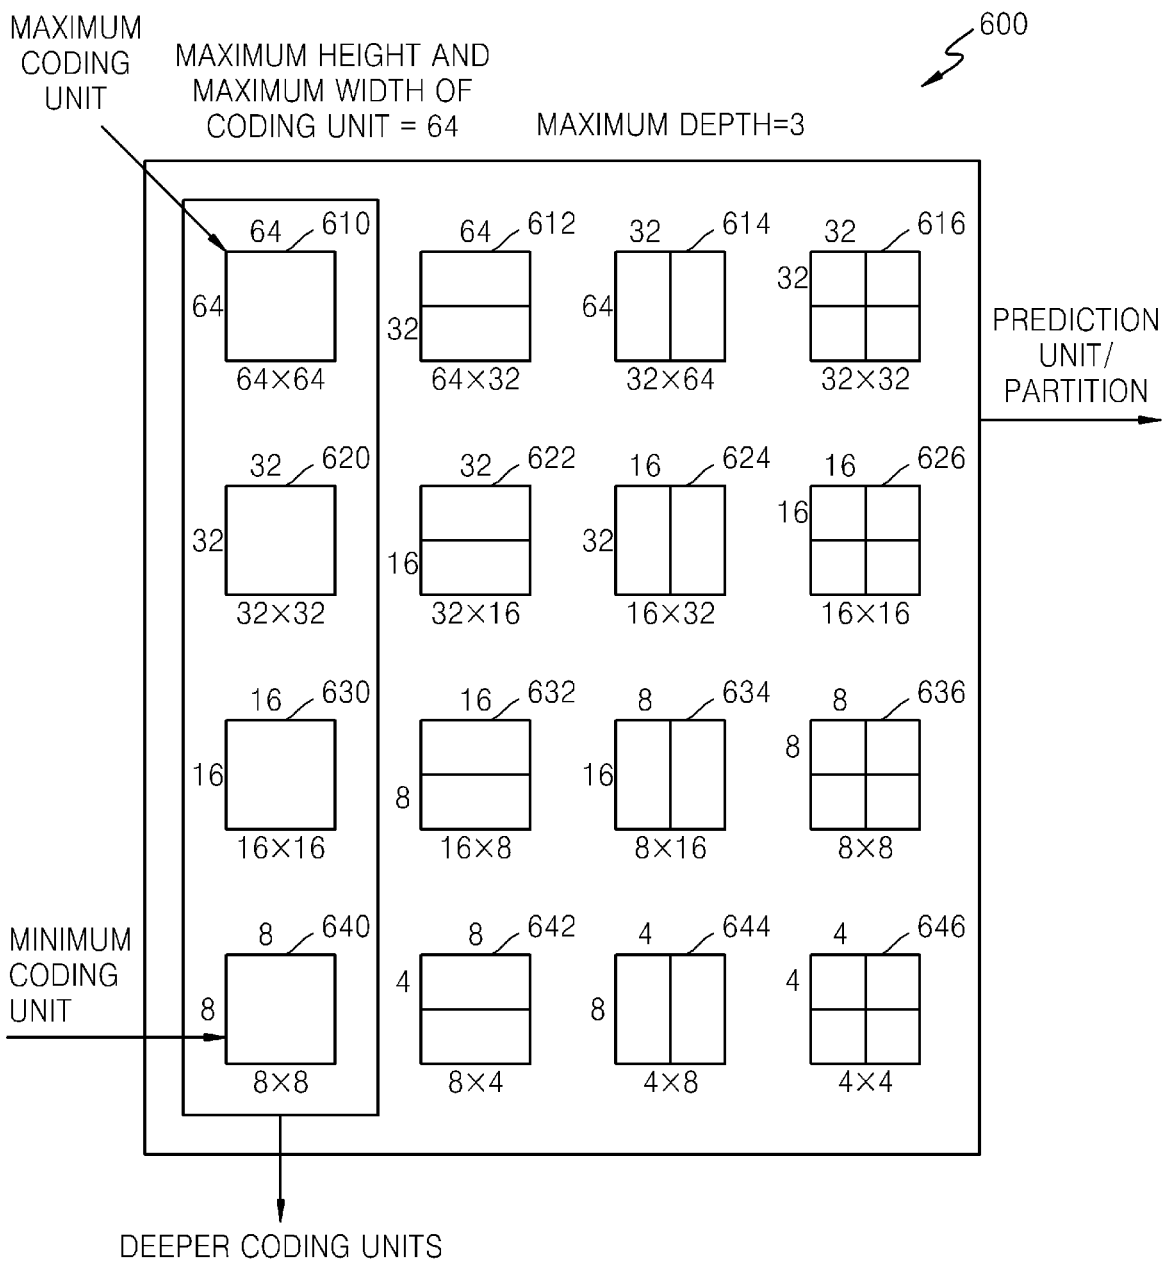 600
MAXIMUM
CODING
UNIT
MAXIMUM HEIGHT AND
MAXIMUM WIDTH OF
CODING UNIT = 64
MAXIMUM DEPTH=3
64 610 64 612 32 614 32 616
64 32 64 32
64×64 64×32 32×64 32×32
PREDICTION
UNIT/
PARTITION
32 620 32 622 16 624 16 626
32 16 32 16
32×32 32×16 16×32 16×16
16 630 16 632 8 634 8 636
16 8 16 8
16×16 16×8 8×16 8×8
MINIMUM
CODING
UNIT
8 640 8 642 4 644 4 646
8 4 8 4
8×8 8×4 4×8 4×4
DEEPER CODING UNITS